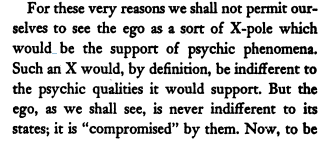 For these very reasons we shall not permit our-
selves to see the ego as a sort of X-pole which
would be the support of psychic phenomena.
Such an X would, by definition, be indifferent to
the psychic qualities it would support. But the
ego, as we shall see, is never indifferent to its
states; it is “compromised” by them. Now, to be